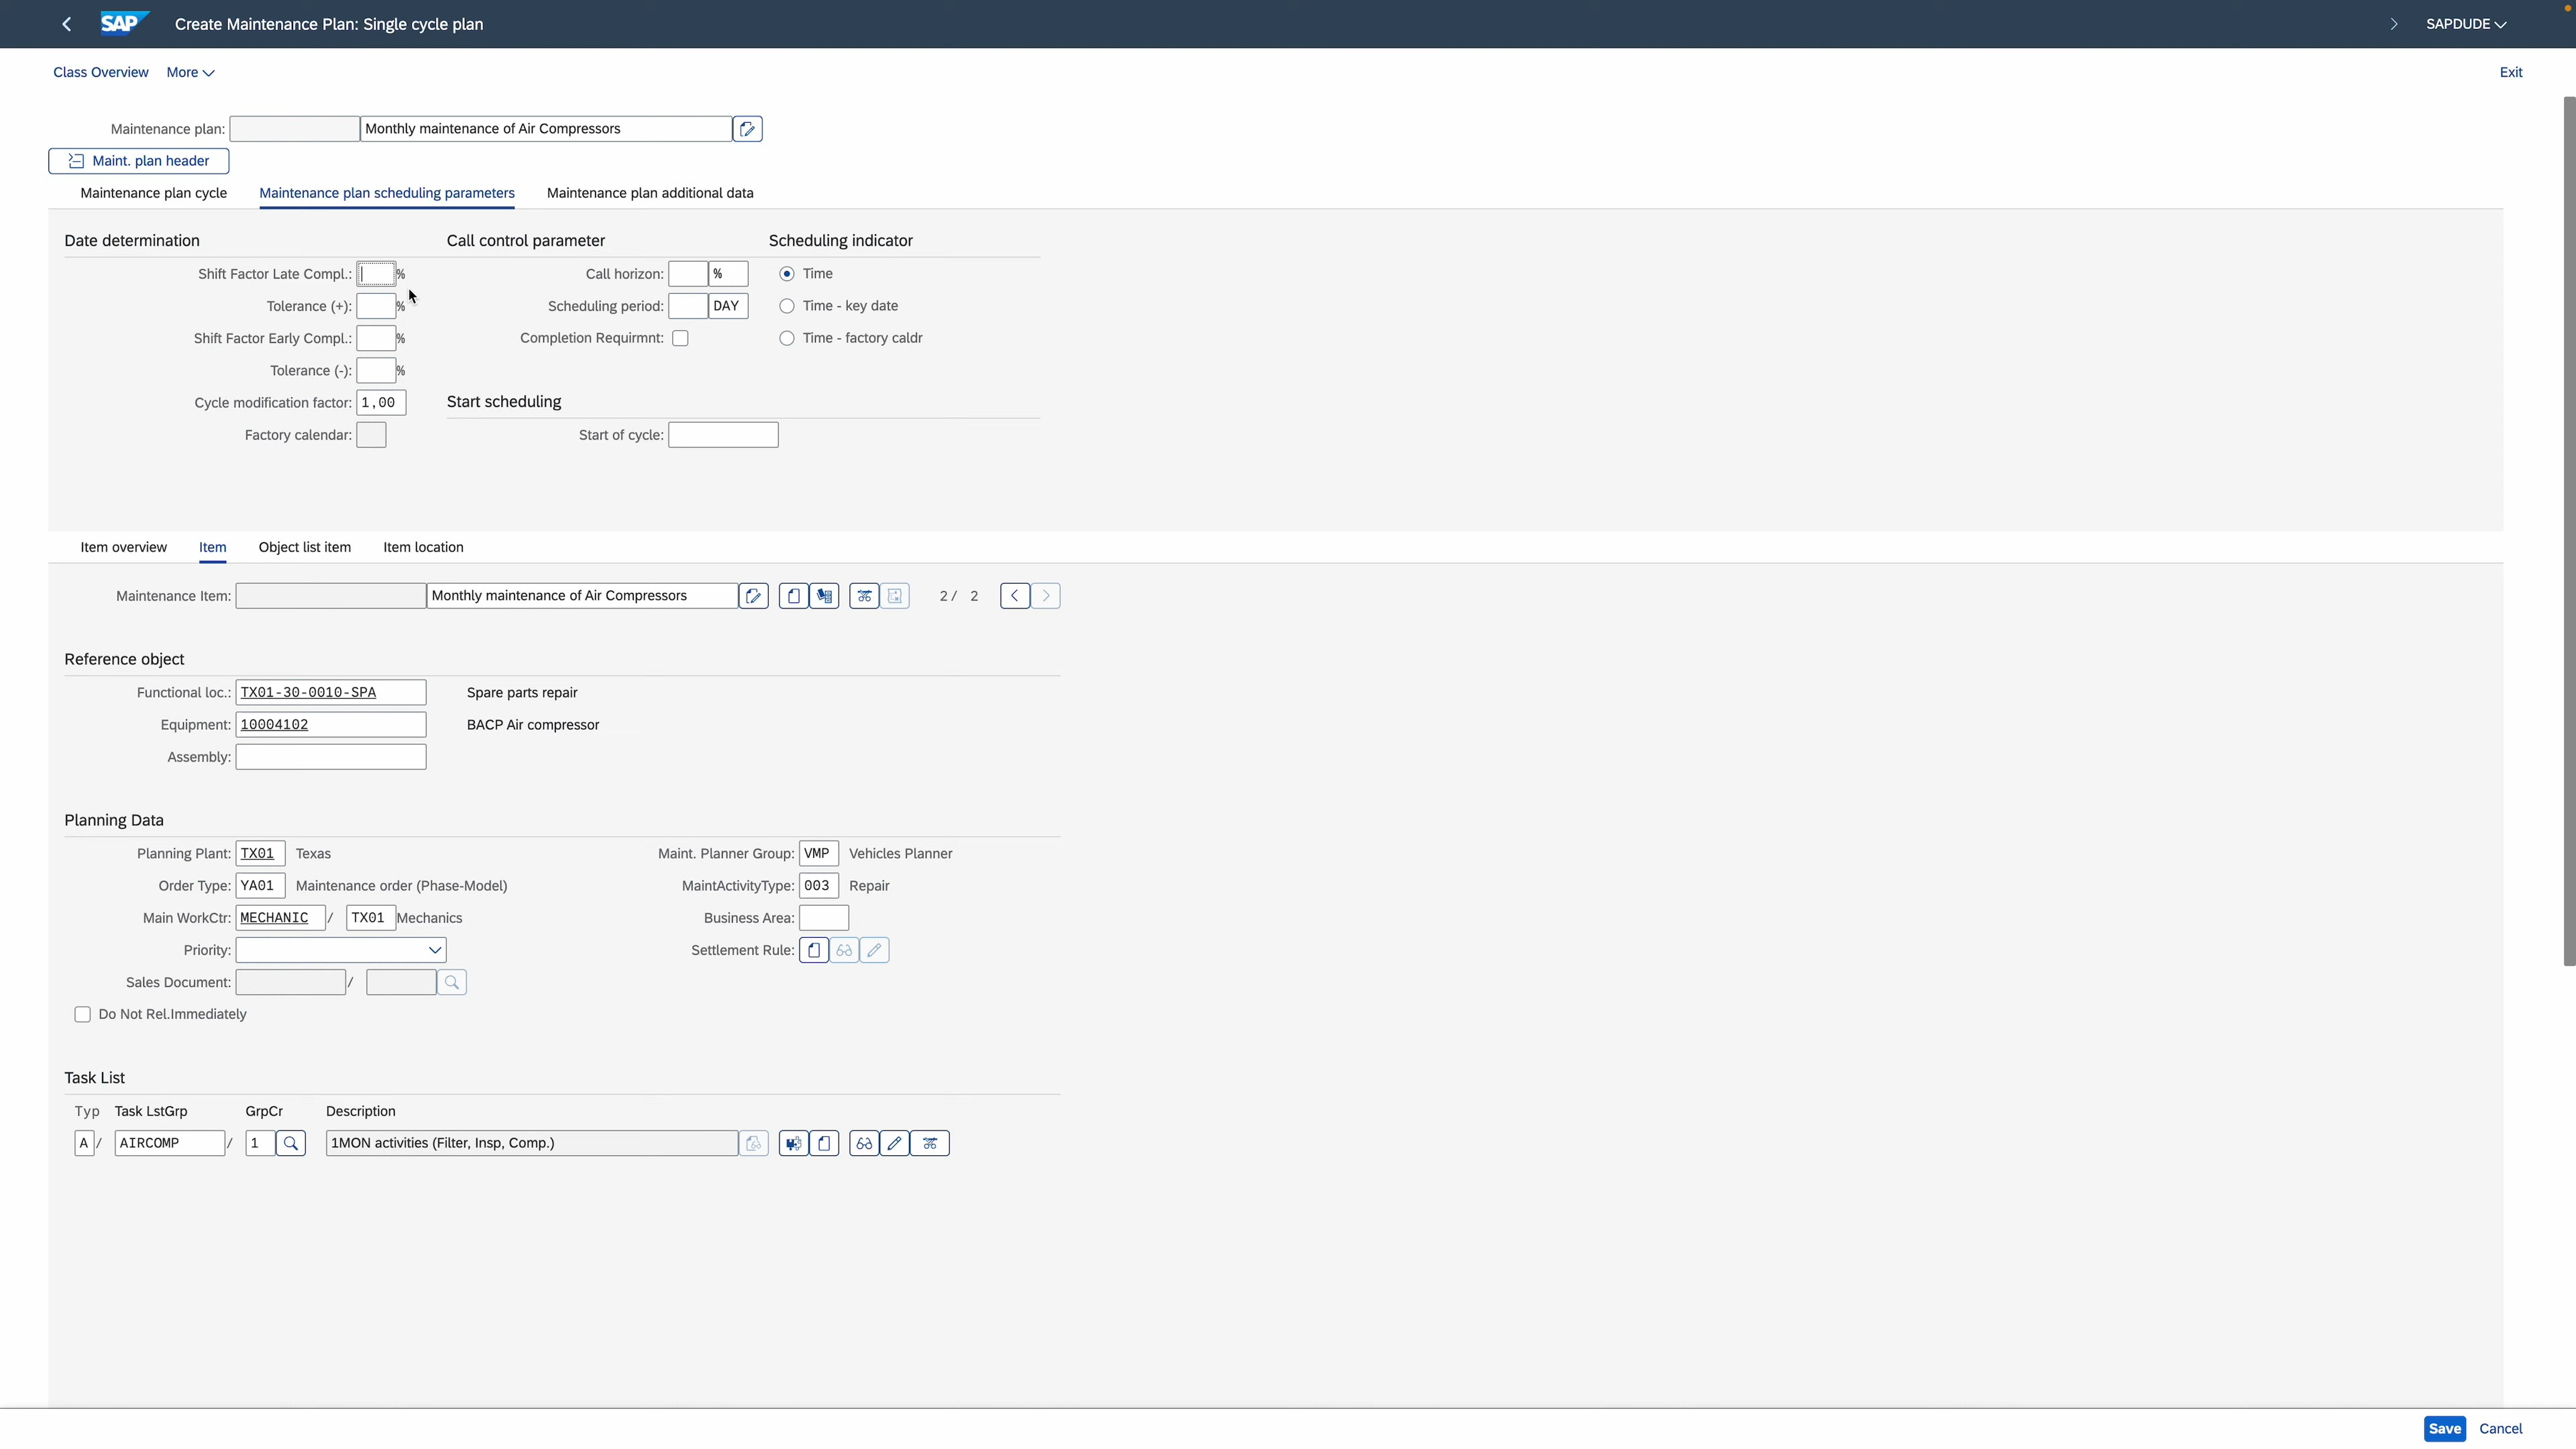 SAP Create Maintenance Plan: Single cycle plan SAPDUDE
Class Overview More Exit
Maintenance plan: Monthly maintenance of Air Compressors
Maint. plan header
Maintenance plan cycle Maintenance plan scheduling parameters Maintenance plan additional data
Date determination Call control parameter Scheduling indicator
Shift Factor Late Compl.: % Call horizon: % Time
Tolerance (+): % Scheduling period: DAY Time - key date
Shift Factor Early Compl.: % Completion Requirmnt: Time - factory caldr
Tolerance (-): %
Cycle modification factor: 1,00 Start scheduling
Factory calendar: Start of cycle:
Item overview Item Object list item Item location
Maintenance Item: Monthly maintenance of Air Compressors 2 / 2
Reference object
Functional loc.: TX01-30-0010-SPA Spare parts repair
Equipment: 10004102 BACP Air compressor
Assembly:
Planning Data
Planning Plant: TX01 Texas Maint. Planner Group: VMP Vehicles Planner
Order Type: YA01 Maintenance order (Phase-Model) MaintActivityType: 003 Repair
Main WorkCtr: MECHANIC / TX01 Mechanics Business Area:
Priority: Settlement Rule:
Sales Document: /
Do Not Rel.Immediately
Task List
Typ Task LstGrp GrpCr Description
A / AIRCOMP / 1 1MON activities (Filter, Insp, Comp.)
Save Cancel